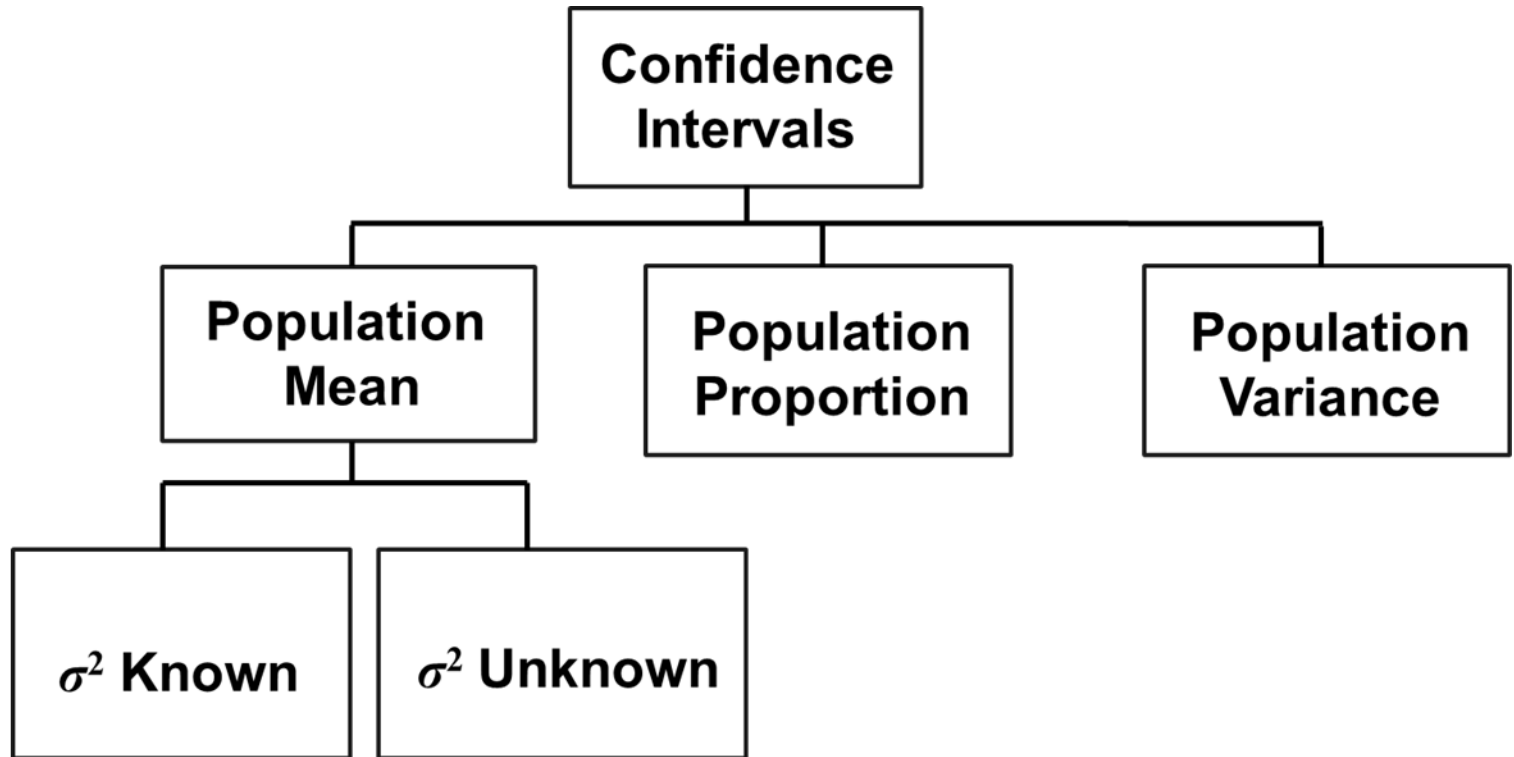 Confidence
Intervals
Population
Mean
Population
Proportion
Population
Variance
σ² Known
σ² Unknown